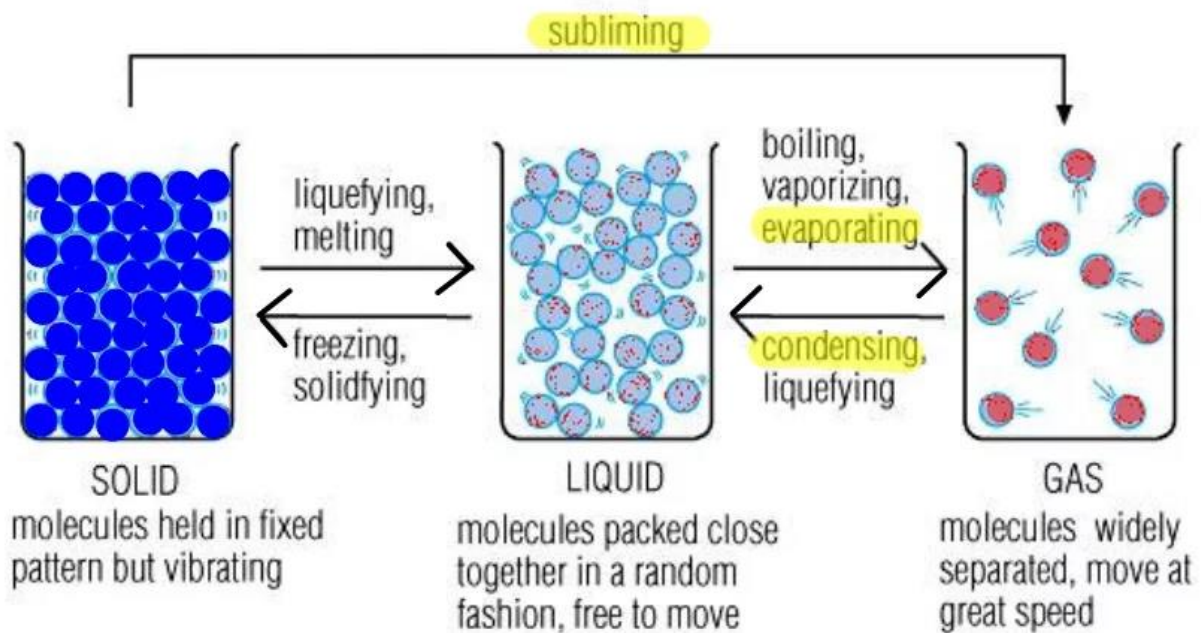 subliming
liquefying,
melting
freezing,
solidfying
boiling,
vaporizing,
evaporating
condensing,
liquefying
SOLID
molecules held in fixed
pattern but vibrating
LIQUID
molecules packed close
together in a random
fashion, free to move
GAS
molecules widely
separated, move at
great speed